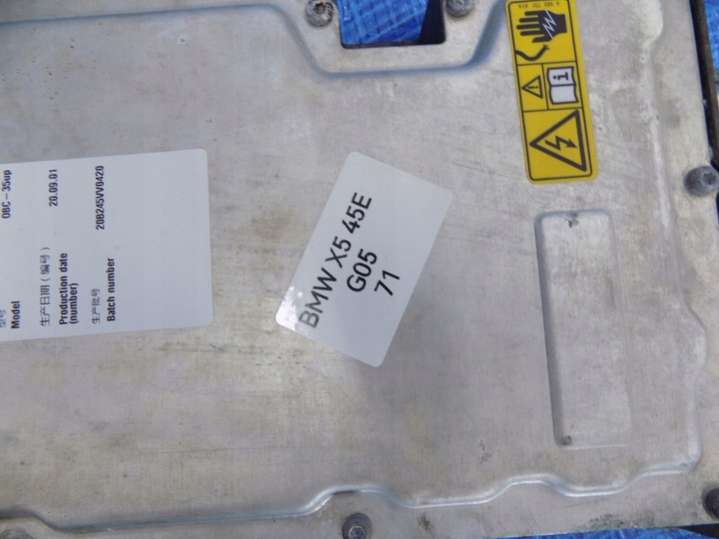 型号 OBC-35up
Model
生产日期（编号） 20.09.01
Production date
(number)
生产批号 20B245VV0420
Batch number
BMW X5 45E
G05
71